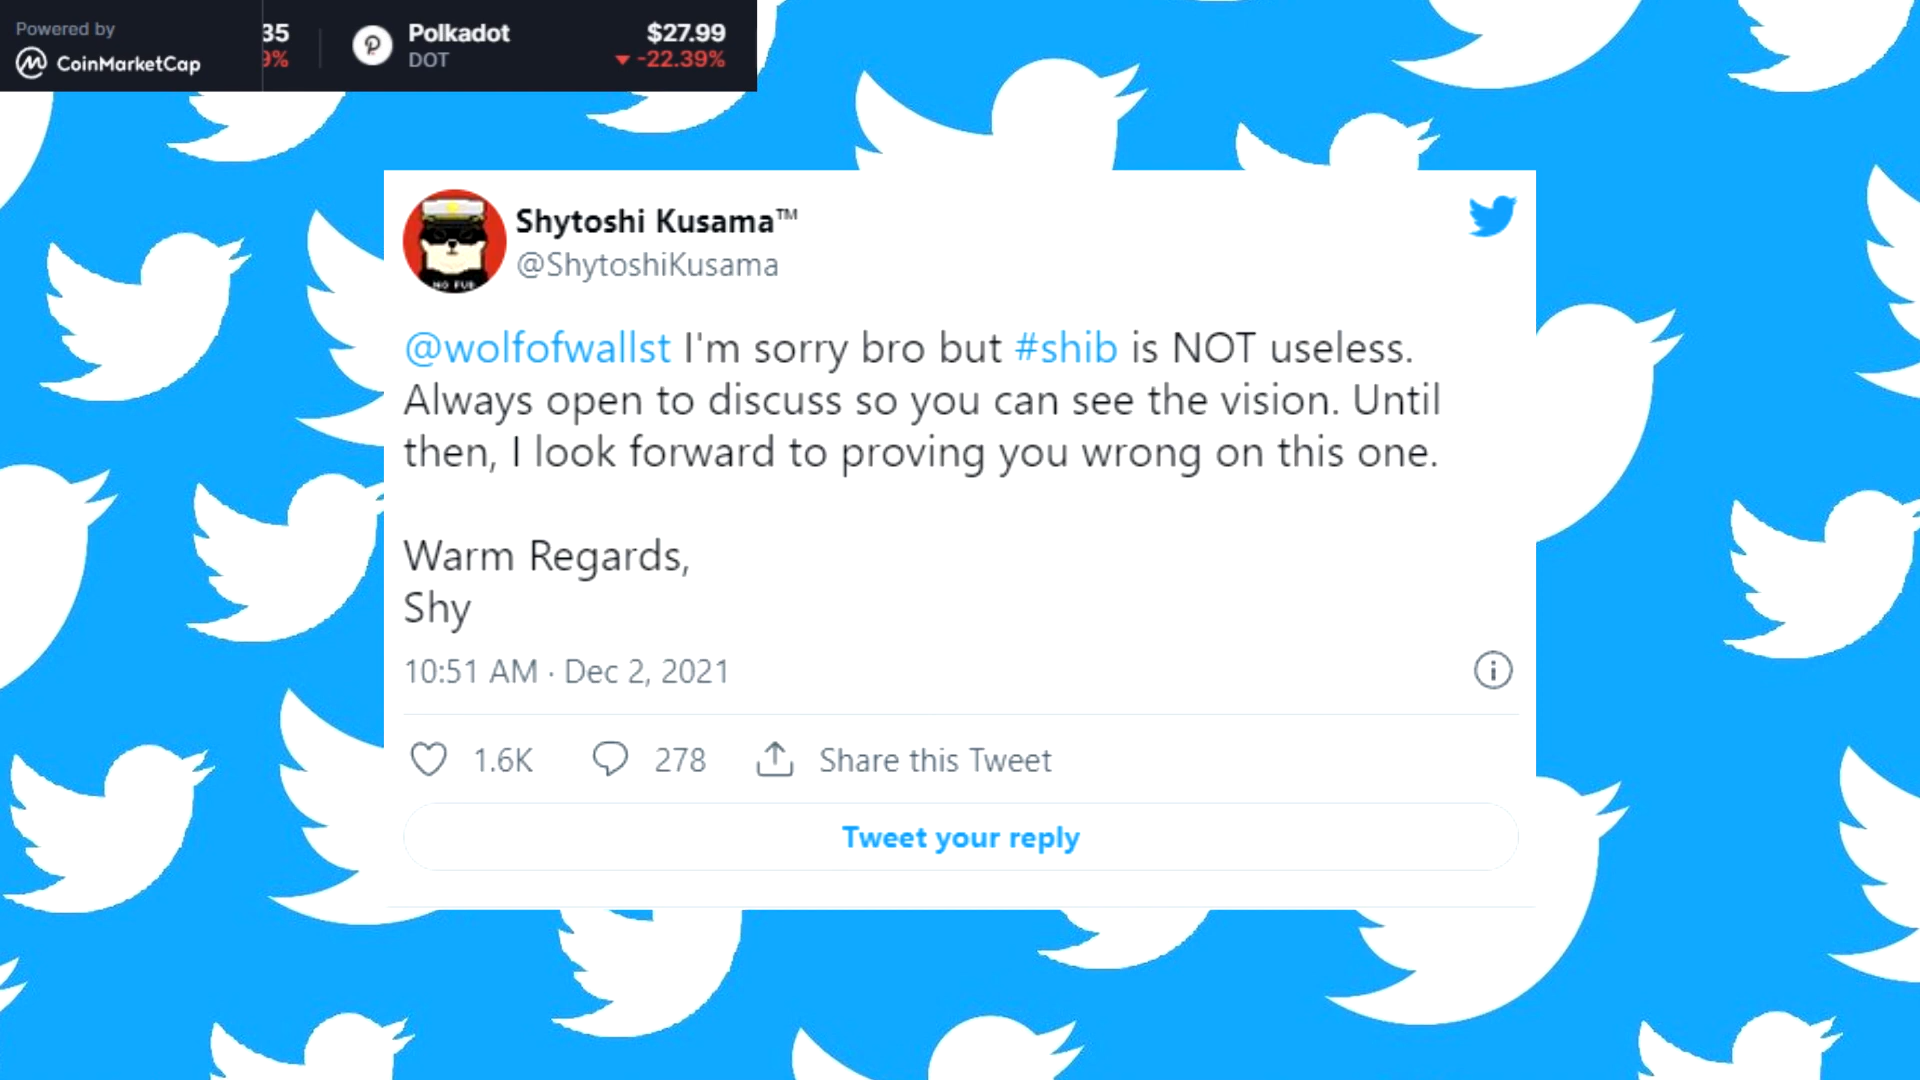 Powered by
CoinMarketCap
35
9%
Polkadot
DOT
$27.99
-22.39%
Shytoshi Kusama™
@ShytoshiKusama
NO FUD
@wolfofwallst I'm sorry bro but #shib is NOT useless.
Always open to discuss so you can see the vision. Until
then, I look forward to proving you wrong on this one.
Warm Regards,
Shy
10:51 AM · Dec 2, 2021
1.6K
278
Share this Tweet
Tweet your reply